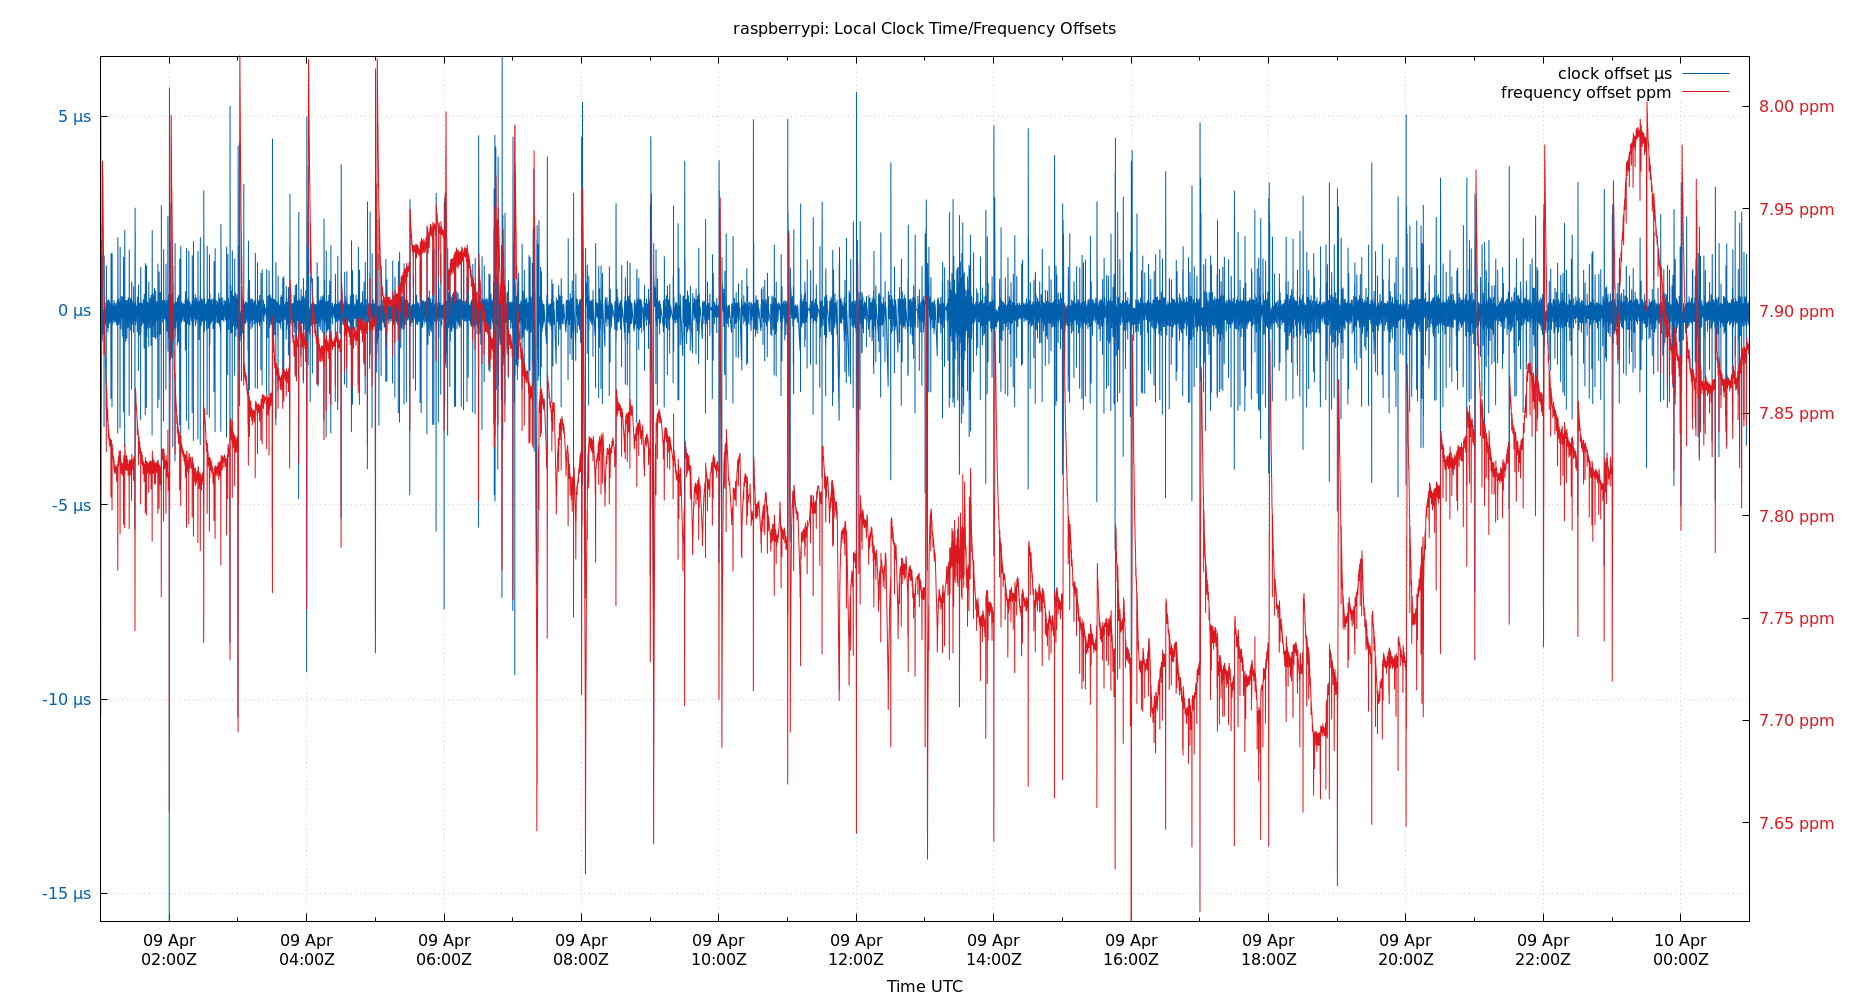 raspberrypi: Local Clock Time/Frequency Offsets
clock offset µs
frequency offset ppm
5 µs
0 µs
-5 µs
-10 µs
-15 µs
8.00 ppm
7.95 ppm
7.90 ppm
7.85 ppm
7.80 ppm
7.75 ppm
7.70 ppm
7.65 ppm
09 Apr
02:00Z
09 Apr
04:00Z
09 Apr
06:00Z
09 Apr
08:00Z
09 Apr
10:00Z
09 Apr
12:00Z
09 Apr
14:00Z
09 Apr
16:00Z
09 Apr
18:00Z
09 Apr
20:00Z
09 Apr
22:00Z
10 Apr
00:00Z
Time UTC